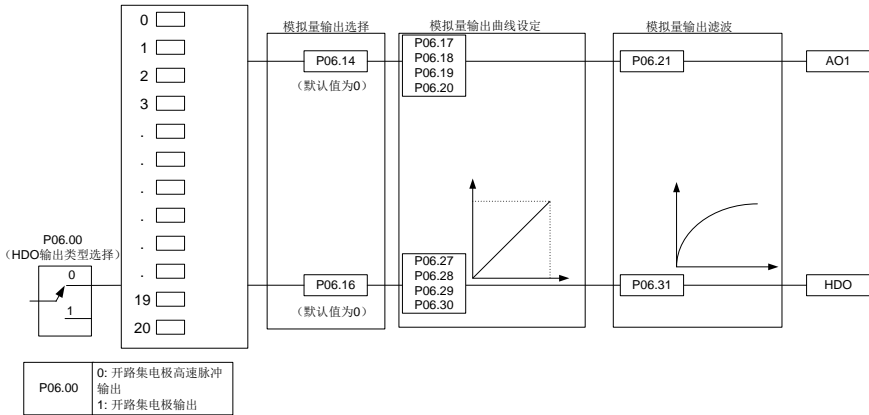 0
1
2
3
.
.
.
.
.
.
19
20
P06.00
（HDO输出类型选择）
0
1
模拟量输出选择
P06.14
（默认值为0）
P06.16
（默认值为0）
模拟量输出曲线设定
P06.17
P06.18
P06.19
P06.20
P06.27
P06.28
P06.29
P06.30
模拟量输出滤波
P06.21
P06.31
AO1
HDO
P06.00
0: 开路集电极高速脉冲
输出
1: 开路集电极输出